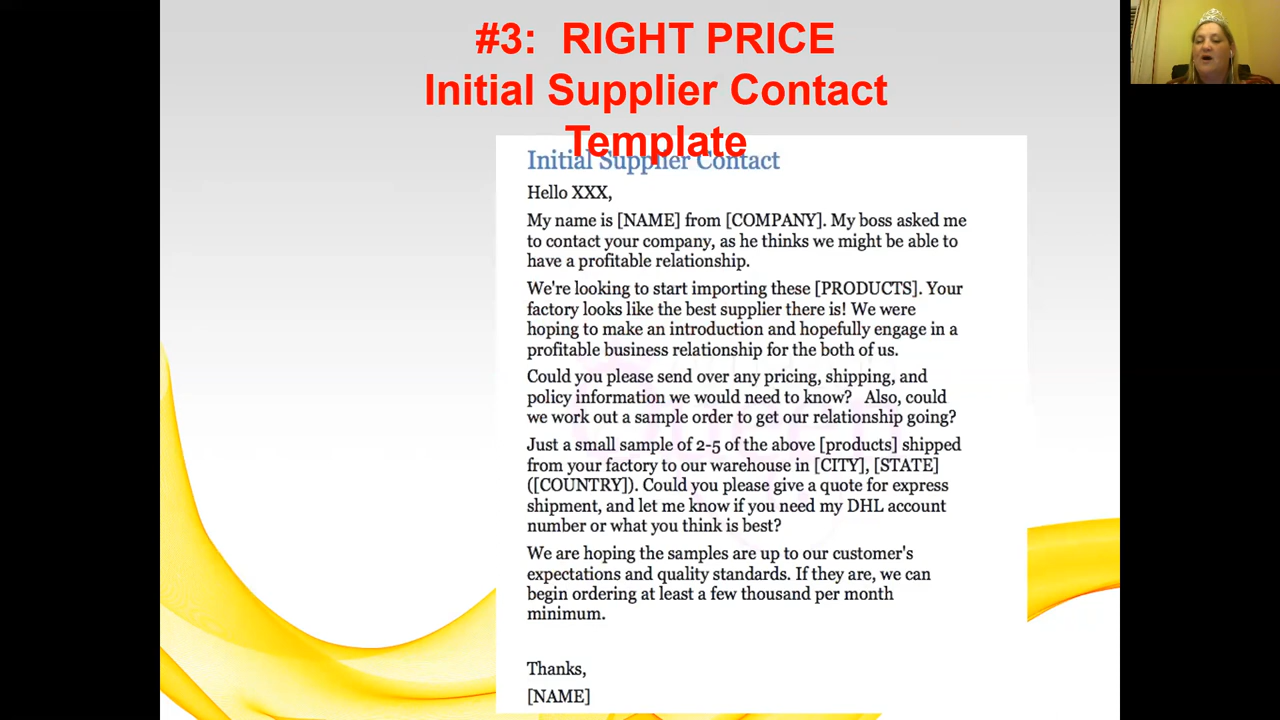 #3:  RIGHT PRICE
Initial Supplier Contact
Template
Initial Supplier Contact
Hello XXX,
My name is [NAME] from [COMPANY]. My boss asked me
to contact your company, as he thinks we might be able to
have a profitable relationship.
We're looking to start importing these [PRODUCTS]. Your
factory looks like the best supplier there is! We were
hoping to make an introduction and hopefully engage in a
profitable business relationship for the both of us.
Could you please send over any pricing, shipping, and
policy information we would need to know?   Also, could
we work out a sample order to get our relationship going?
Just a small sample of 2-5 of the above [products] shipped
from your factory to our warehouse in [CITY], [STATE]
([COUNTRY]). Could you please give a quote for express
shipment, and let me know if you need my DHL account
number or what you think is best?
We are hoping the samples are up to our customer's
expectations and quality standards. If they are, we can
begin ordering at least a few thousand per month
minimum.
Thanks,
[NAME]